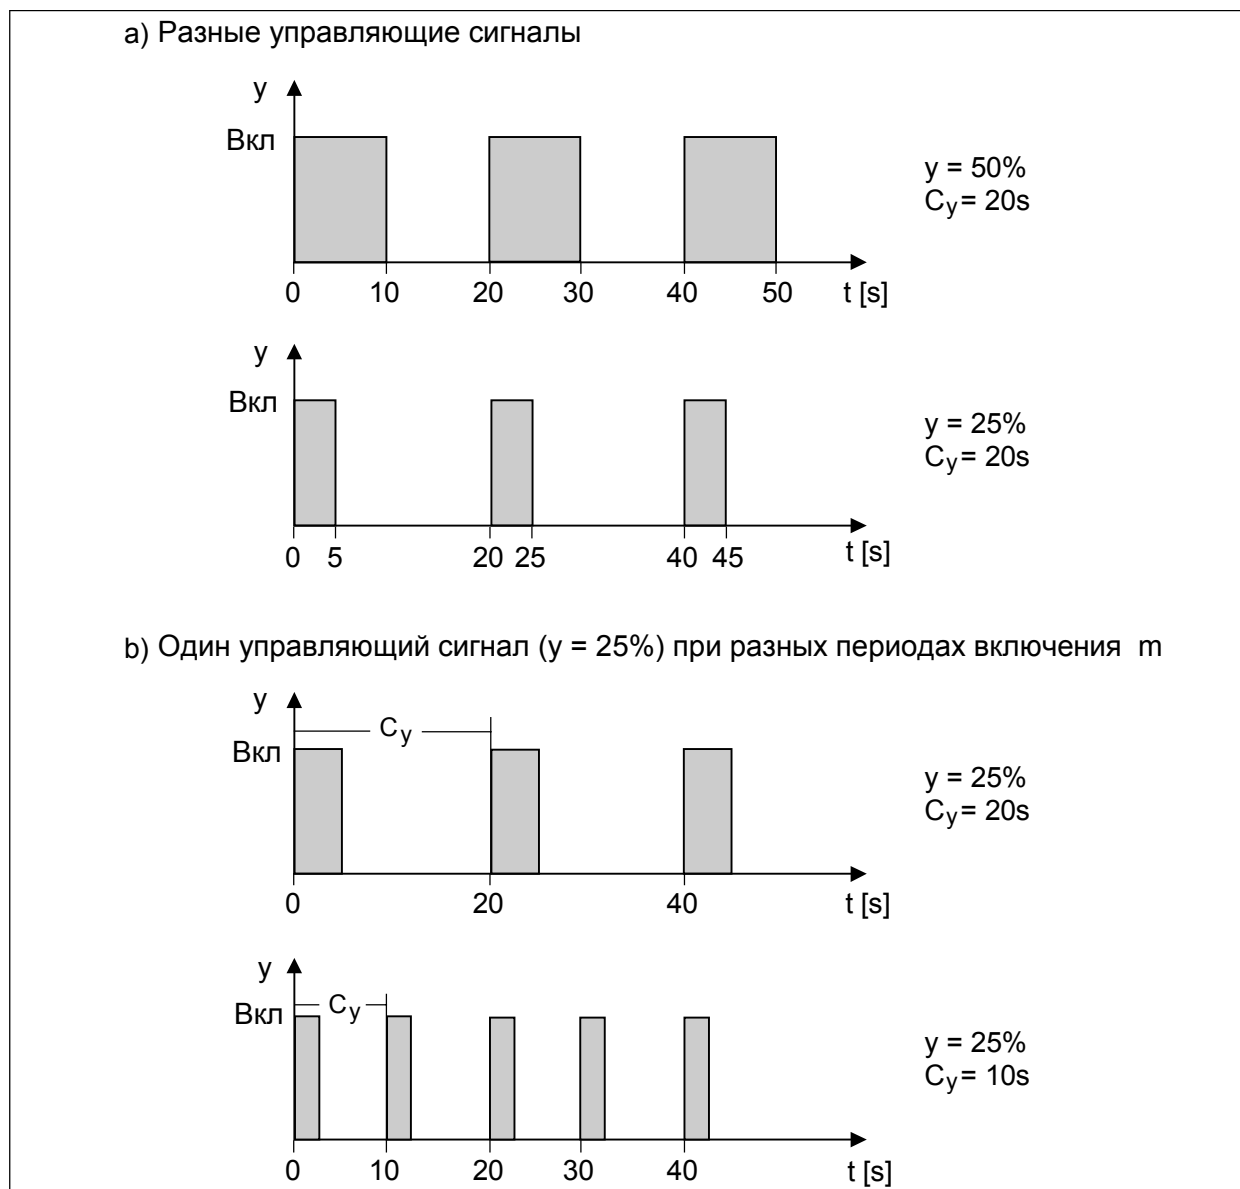 a) Разные управляющие сигналы
y
Вкл
y = 50%
Cy = 20s
0 10 20 30 40 50 t [s]
y
Вкл
y = 25%
Cy = 20s
0 5 20 25 40 45 t [s]
b) Один управляющий сигнал (y = 25%) при разных периодах включения m
y
Cy
Вкл
y = 25%
Cy = 20s
0 20 40 t [s]
y
Cy
Вкл
y = 25%
Cy = 10s
0 10 20 30 40 t [s]